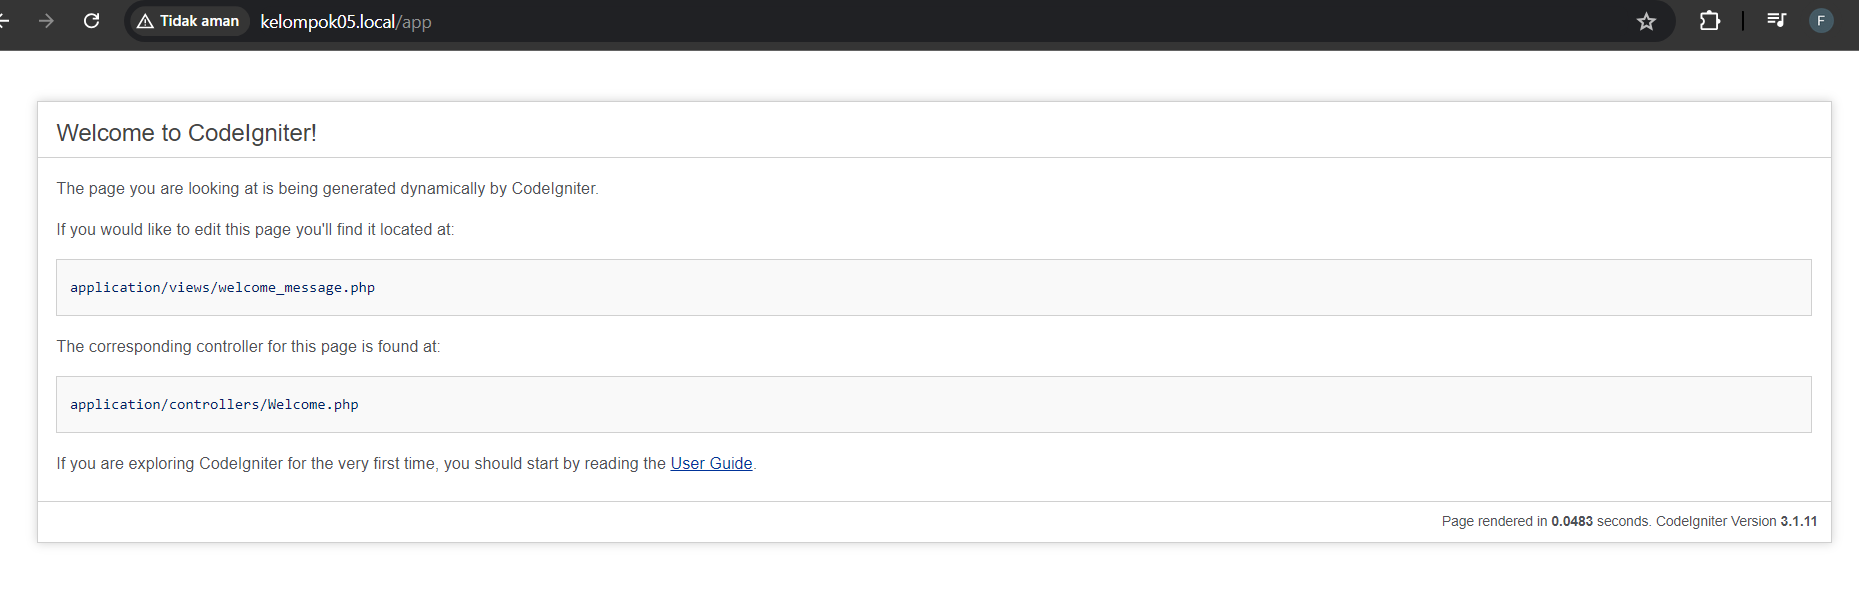 Tidak aman kelompok05.local/app
F
Welcome to CodeIgniter!
The page you are looking at is being generated dynamically by CodeIgniter.
If you would like to edit this page you'll find it located at:
application/views/welcome_message.php
The corresponding controller for this page is found at:
application/controllers/Welcome.php
If you are exploring CodeIgniter for the very first time, you should start by reading the User Guide.
Page rendered in 0.0483 seconds. CodeIgniter Version 3.1.11